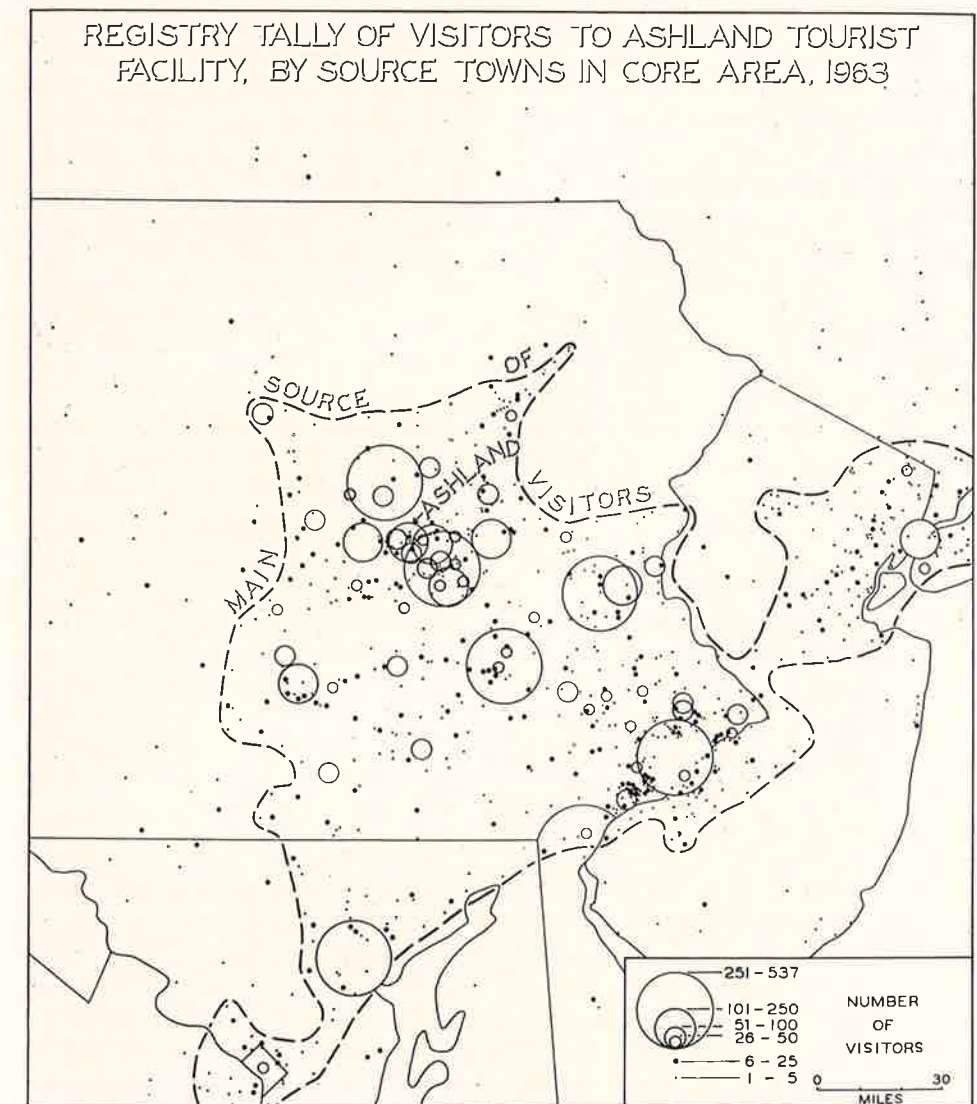 REGISTRY TALLY OF VISITORS TO ASHLAND TOURIST
FACILITY, BY SOURCE TOWNS IN CORE AREA, 1963
SOURCE OF
ASHLAND
VISITORS
MAIN
251 - 537
101 - 250
51 - 100
26 - 50
6 - 25
1 - 5
NUMBER
OF
VISITORS
0 30
MILES